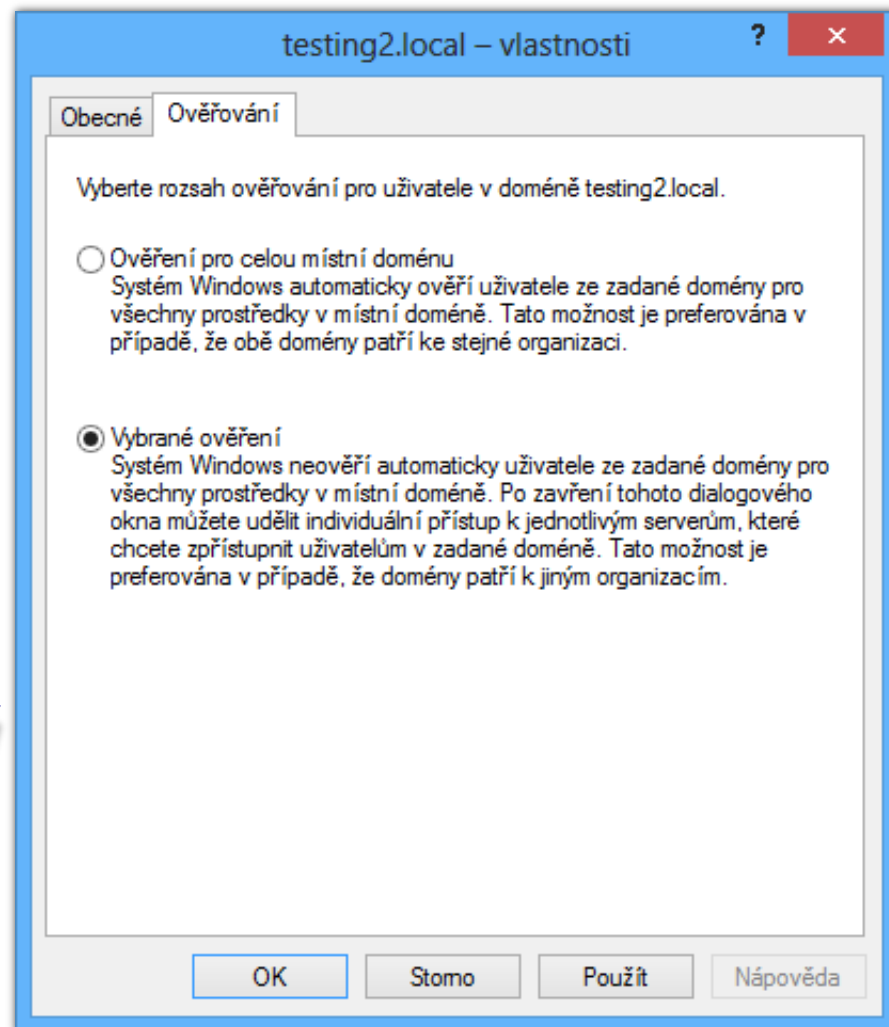 testing2.local – vlastnosti
?
Obecné
Ověřování
Vyberte rozsah ověřování pro uživatele v doméně testing2.local.
Ověření pro celou místní doménu
Systém Windows automaticky ověří uživatele ze zadané domény pro
všechny prostředky v místní doméně. Tato možnost je preferována v
případě, že obě domény patří ke stejné organizaci.
Vybrané ověření
Systém Windows neověří automaticky uživatele ze zadané domény pro
všechny prostředky v místní doméně. Po zavření tohoto dialogového
okna můžete udělit individuální přístup k jednotlivým serverům, které
chcete zpřístupnit uživatelům v zadané doméně. Tato možnost je
preferována v případě, že domény patří k jiným organizacím.
OK
Storno
Použít
Nápověda